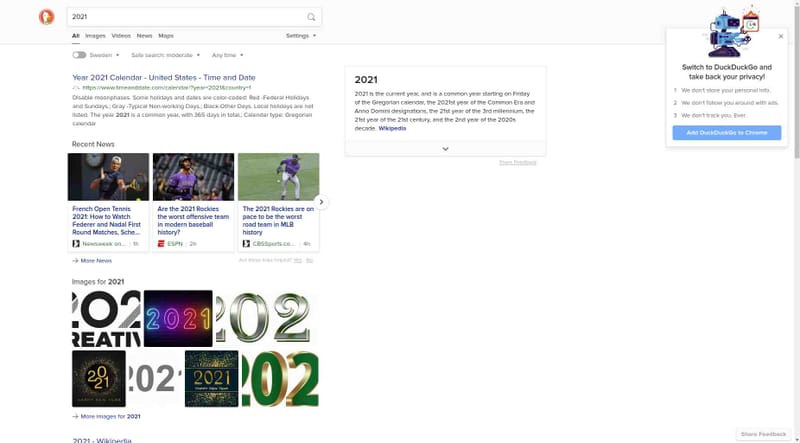 2021
All Images Videos News Maps Settings
Sweden Safe search: moderate Any time
Year 2021 Calendar - United States - Time and Date
https://www.timeanddate.com/calendar/?year=2021&country=1
Disable moonphases. Some holidays and dates are color-coded: Red -Federal Holidays
and Sundays.; Gray -Typical Non-working Days.; Black-Other Days. Local holidays are not
listed. The year 2021 is a common year, with 365 days in total.; Calendar type: Gregorian
calendar
Recent News
French Open Tennis
2021: How to Watch
Federer and Nadal First
Round Matches, Sche...
Newsweek on... 1h
Are the 2021 Rockies
the worst offensive team
in modern baseball
history?
ESPN 2h
The 2021 Rockies are on
pace to be the worst
road team in MLB
history
CBSSports.co... 4h
More News
Are these links helpful? Yes No
Images for 2021
202
CREATIV
2021
202
2021
HAPPY NEW YEAR
2021
2021
HAPPY NEW YEAR
202
More Images for 2021
2021 - Wikipedia
2021
2021 is the current year, and is a common year starting on Friday
of the Gregorian calendar, the 2021st year of the Common Era and
Anno Domini designations, the 21st year of the 3rd millennium, the
21st year of the 21st century, and the 2nd year of the 2020s
decade. Wikipedia
Share Feedback
Switch to DuckDuckGo and
take back your privacy!
1 We don't store your personal info.
2 We don't follow you around with ads.
3 We don't track you. Ever.
Add DuckDuckGo to Chrome
Share Feedback